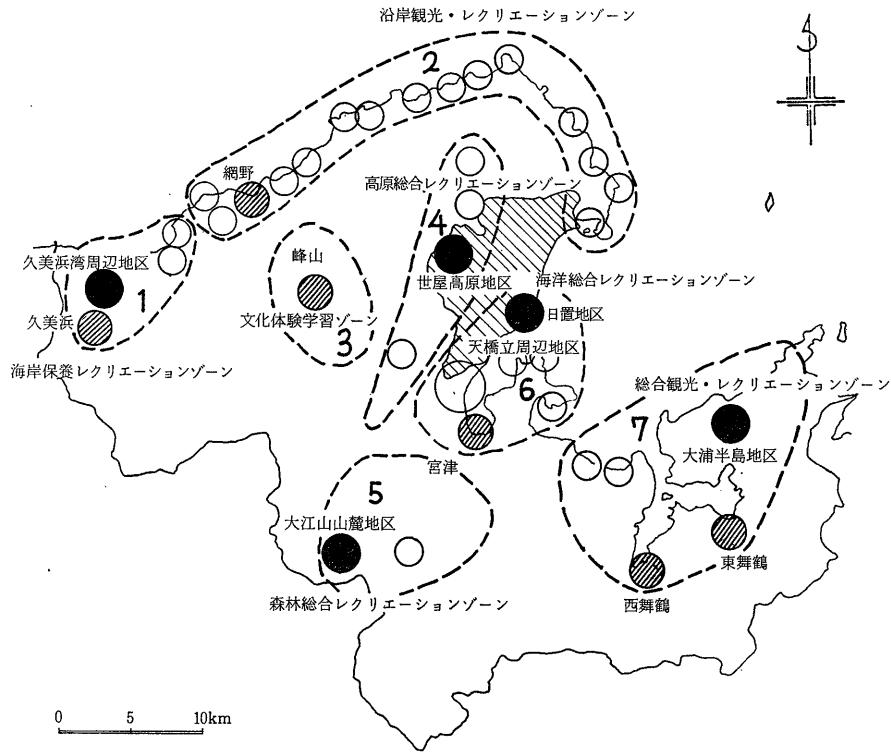 沿岸観光・レクリエーションゾーン
2
網野
高原総合レクリエーションゾーン
4
久美浜湾周辺地区
1
久美浜
海岸保養レクリエーションゾーン
峰山
文化体験学習ゾーン
3
世屋高原地区
海洋総合レクリエーションゾーン
日置地区
天橋立周辺地区
6
宮津
総合観光・レクリエーションゾーン
7
大浦半島地区
東舞鶴
西舞鶴
5
大江山山麓地区
森林総合レクリエーションゾーン
0 5 10km